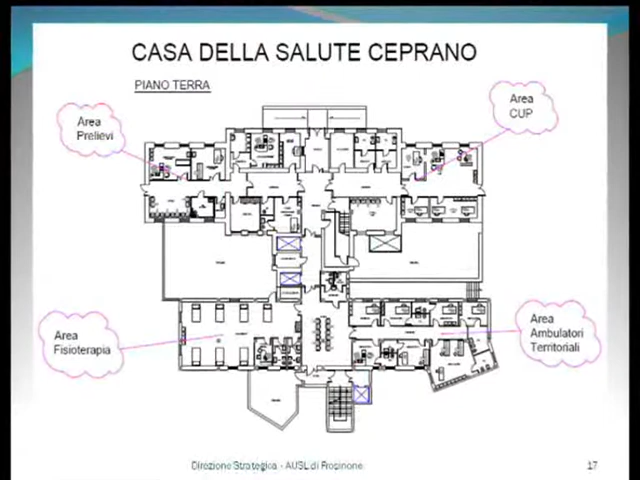 CASA DELLA SALUTE CEPRANO
PIANO TERRA
Area
Prelievi
Area
CUP
Area
Fisioterapia
Area
Ambulatori
Territoriali
Direzione Strategica - AUSL di Frosinone
17